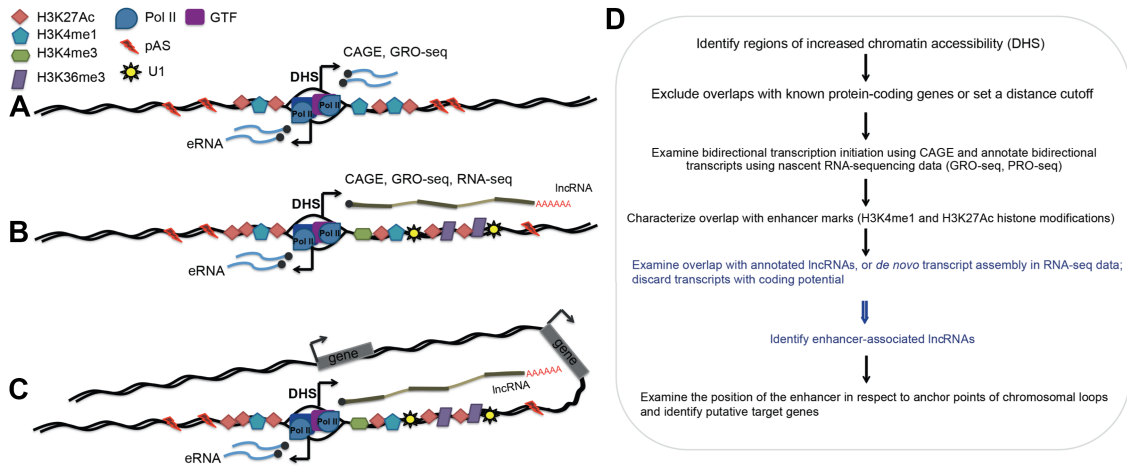 H3K27Ac
H3K4me1
H3K4me3
H3K36me3
Pol II
GTF
pAS
U1
A
CAGE, GRO-seq
DHS
Pol II
Pol II
eRNA
B
CAGE, GRO-seq, RNA-seq
lncRNA
AAAAAA
DHS
Pol II
Pol II
eRNA
C
gene
gene
DHS
AAAAAA
lncRNA
Pol II
Pol II
eRNA
D
Identify regions of increased chromatin accessibility (DHS)
Exclude overlaps with known protein-coding genes or set a distance cutoff
Examine bidirectional transcription initiation using CAGE and annotate bidirectional
transcripts using nascent RNA-sequencing data (GRO-seq, PRO-seq)
Characterize overlap with enhancer marks (H3K4me1 and H3K27Ac histone modifications)
Examine overlap with annotated lncRNAs, or de novo transcript assembly in RNA-seq data;
discard transcripts with coding potential
Identify enhancer-associated lncRNAs
Examine the position of the enhancer in respect to anchor points of chromosomal loops
and identify putative target genes